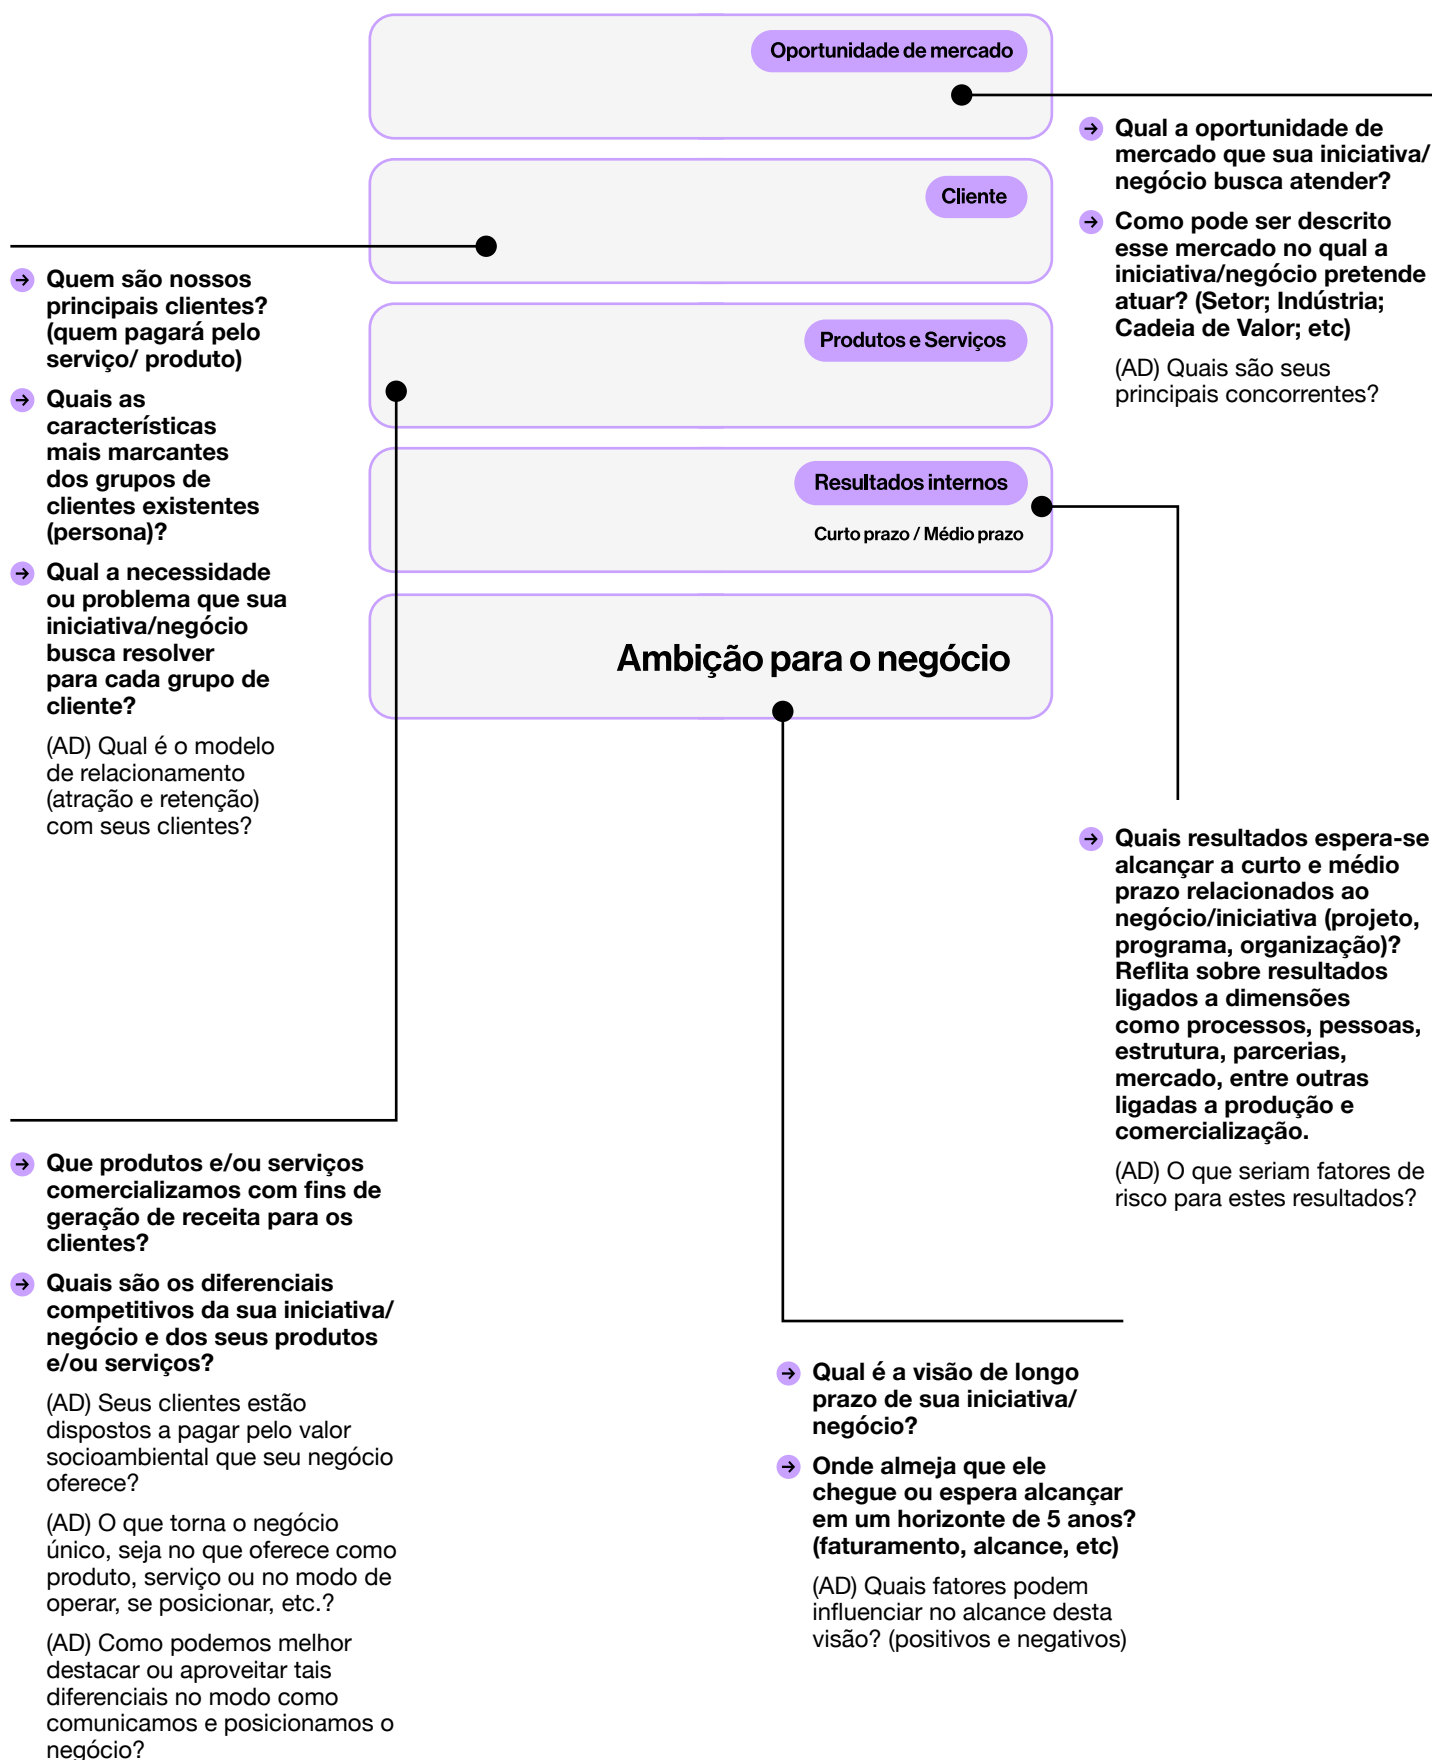 Oportunidade de mercado
Qual a oportunidade de
mercado que sua iniciativa/
negócio busca atender?
Como pode ser descrito
esse mercado no qual a
iniciativa/negócio pretende
atuar? (Setor; Indústria;
Cadeia de Valor; etc)
(AD) Quais são seus
principais concorrentes?
Cliente
Quem são nossos
principais clientes?
(quem pagará pelo
serviço/ produto)
Quais as
características
mais marcantes
dos grupos de
clientes existentes
(persona)?
Qual a necessidade
ou problema que sua
iniciativa/negócio
busca resolver
para cada grupo de
cliente?
(AD) Qual é o modelo
de relacionamento
(atração e retenção)
com seus clientes?
Produtos e Serviços
Resultados internos
Curto prazo / Médio prazo
Ambição para o negócio
Quais resultados espera-se
alcançar a curto e médio
prazo relacionados ao
negócio/iniciativa (projeto,
programa, organização)?
Reflita sobre resultados
ligados a dimensões
como processos, pessoas,
estrutura, parcerias,
mercado, entre outras
ligadas a produção e
comercialização.
(AD) O que seriam fatores de
risco para estes resultados?
Que produtos e/ou serviços
comercializamos com fins de
geração de receita para os
clientes?
Quais são os diferenciais
competitivos da sua iniciativa/
negócio e dos seus produtos
e/ou serviços?
(AD) Seus clientes estão
dispostos a pagar pelo valor
socioambiental que seu negócio
oferece?
(AD) O que torna o negócio
único, seja no que oferece como
produto, serviço ou no modo de
operar, se posicionar, etc.?
(AD) Como podemos melhor
destacar ou aproveitar tais
diferenciais no modo como
comunicamos e posicionamos o
negócio?
Qual é a visão de longo
prazo de sua iniciativa/
negócio?
Onde almeja que ele
chegue ou espera alcançar
em um horizonte de 5 anos?
(faturamento, alcance, etc)
(AD) Quais fatores podem
influenciar no alcance desta
visão? (positivos e negativos)